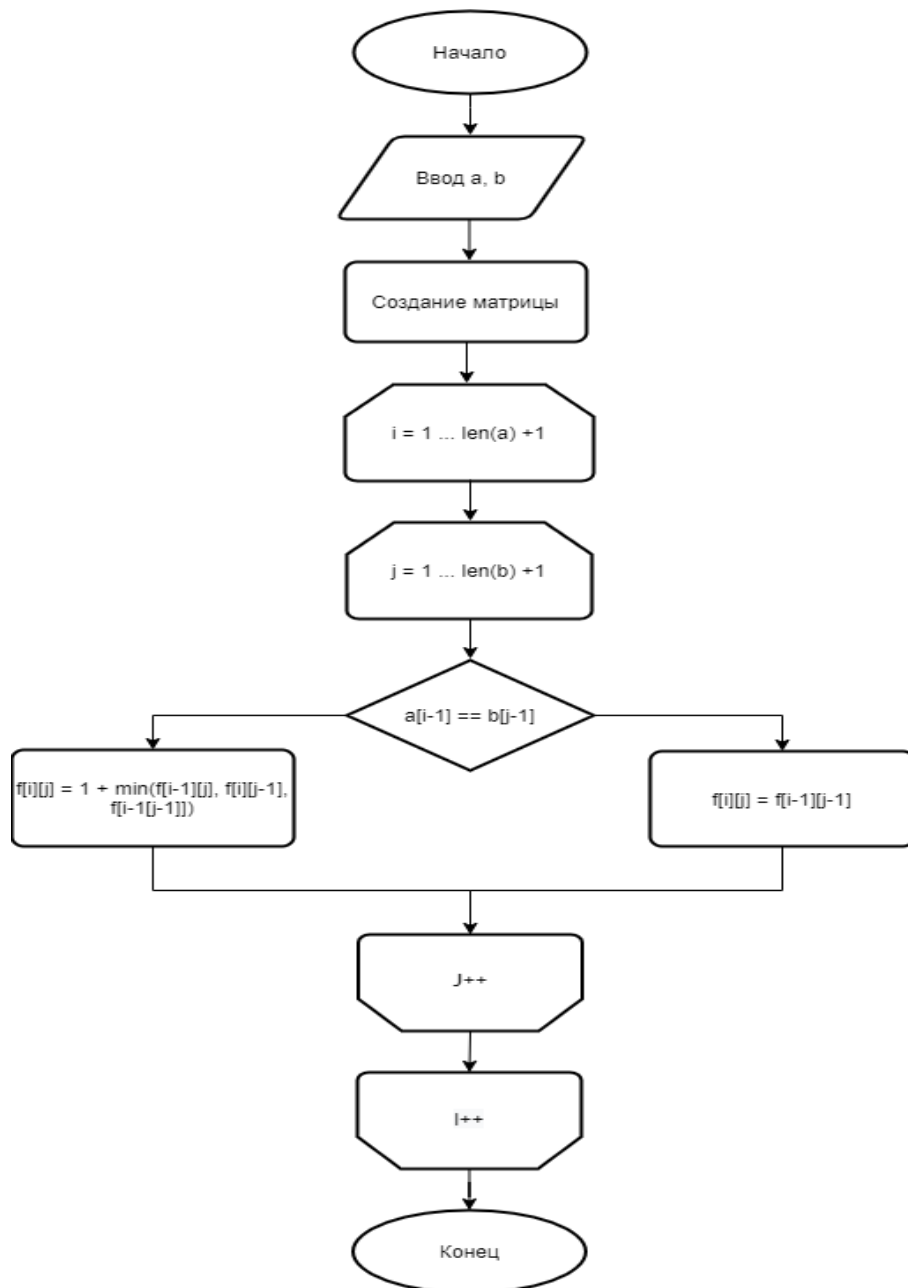 Начало
Ввод a, b
Создание матрицы
i = 1 ... len(a) +1
j = 1 ... len(b) +1
a[i-1] == b[j-1]
f[i][j] = 1 + min(f[i-1][j], f[i][j-1],
f[i-1[j-1]])
f[i][j] = f[i-1][j-1]
J++
I++
Конец